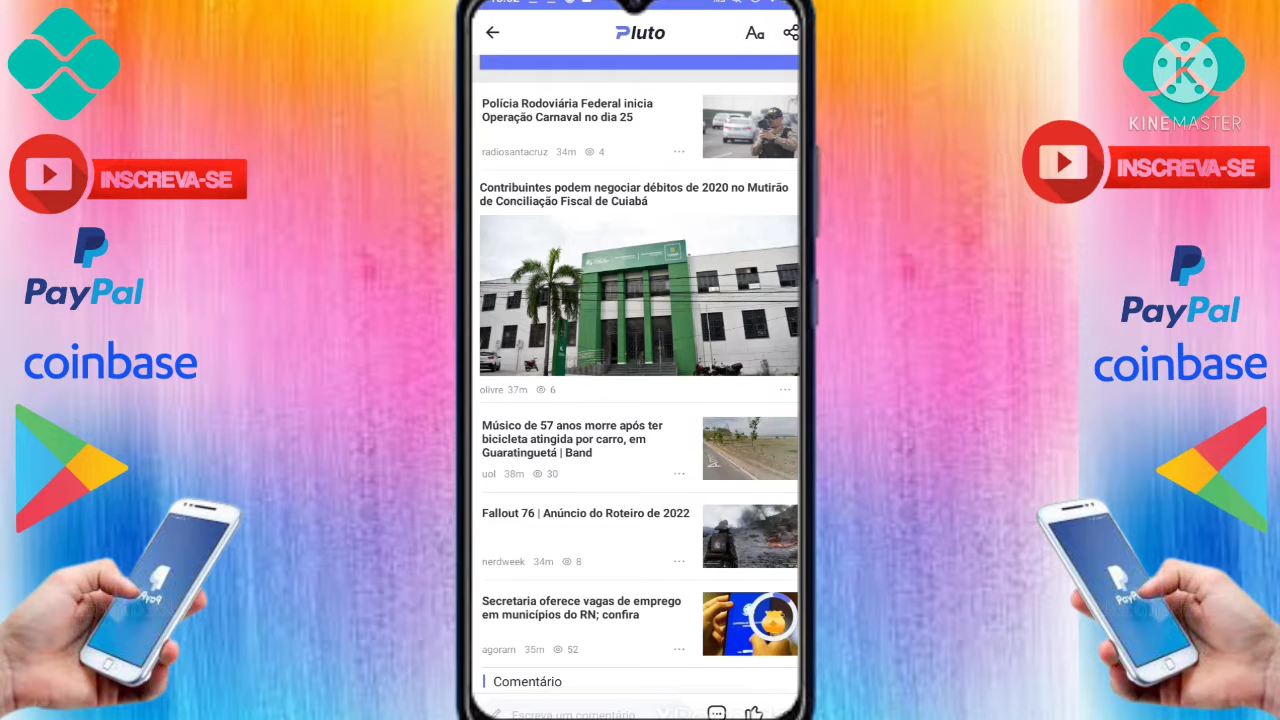 Pluto
Aa
KINEMASTER
Polícia Rodoviária Federal inicia
Operação Carnaval no dia 25
radiosantacruz 34m 4
INSCREVA-SE
INSCREVA-SE
Contribuintes podem negociar débitos de 2020 no Mutirão
de Conciliação Fiscal de Cuiabá
PayPal
PayPal
coinbase
coinbase
olivre 37m 6
Músico de 57 anos morre após ter
bicicleta atingida por carro, em
Guaratinguetá | Band
uol 38m 30
Fallout 76 | Anúncio do Roteiro de 2022
nerdweek 34m 8
Secretaria oferece vagas de emprego
em municípios do RN; confira
agoram 35m 52
Comentário
Escreva um comentário